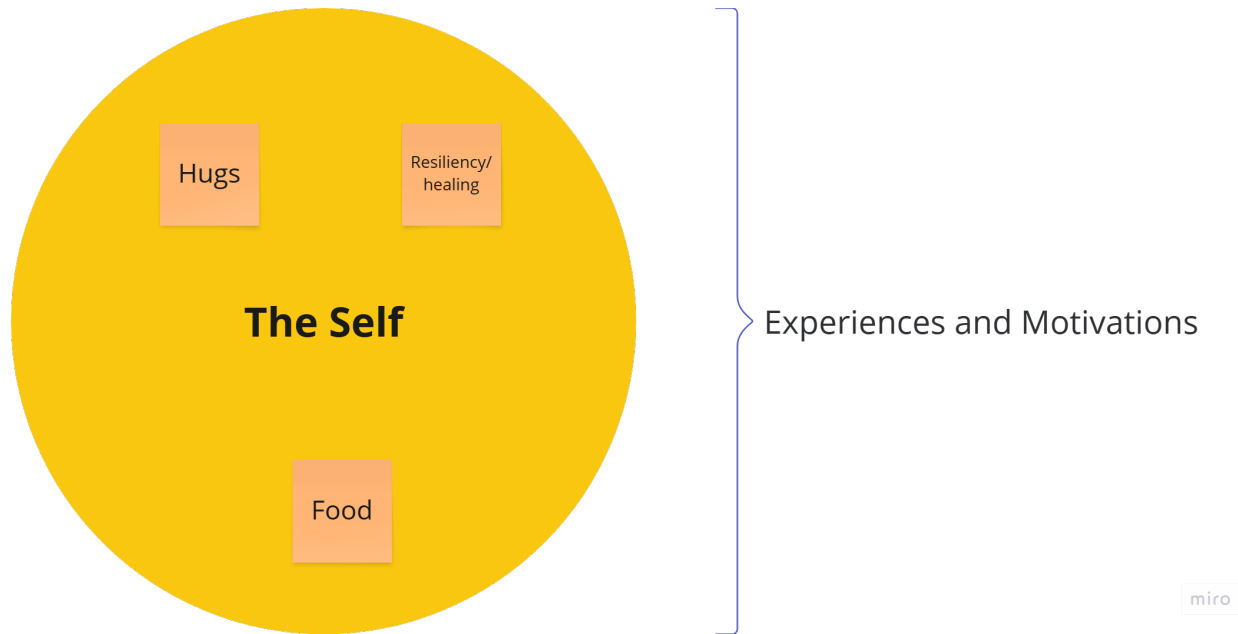 Hugs
Resiliency/
healing
The Self
Experiences and Motivations
Food
miro